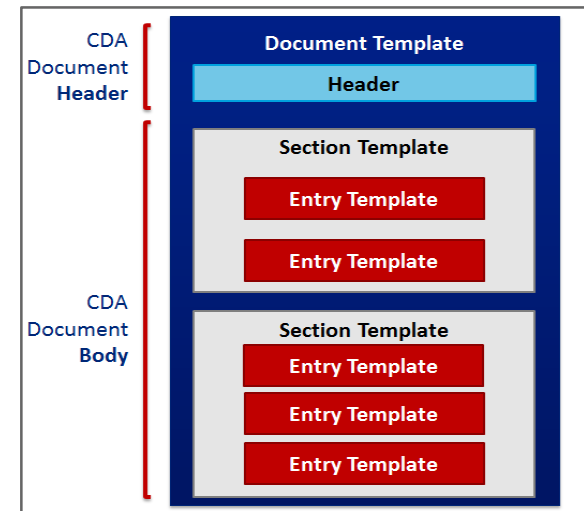 CDA
Document
Header
Document Template
Header
Section Template
Entry Template
Entry Template
CDA
Document
Body
Section Template
Entry Template
Entry Template
Entry Template